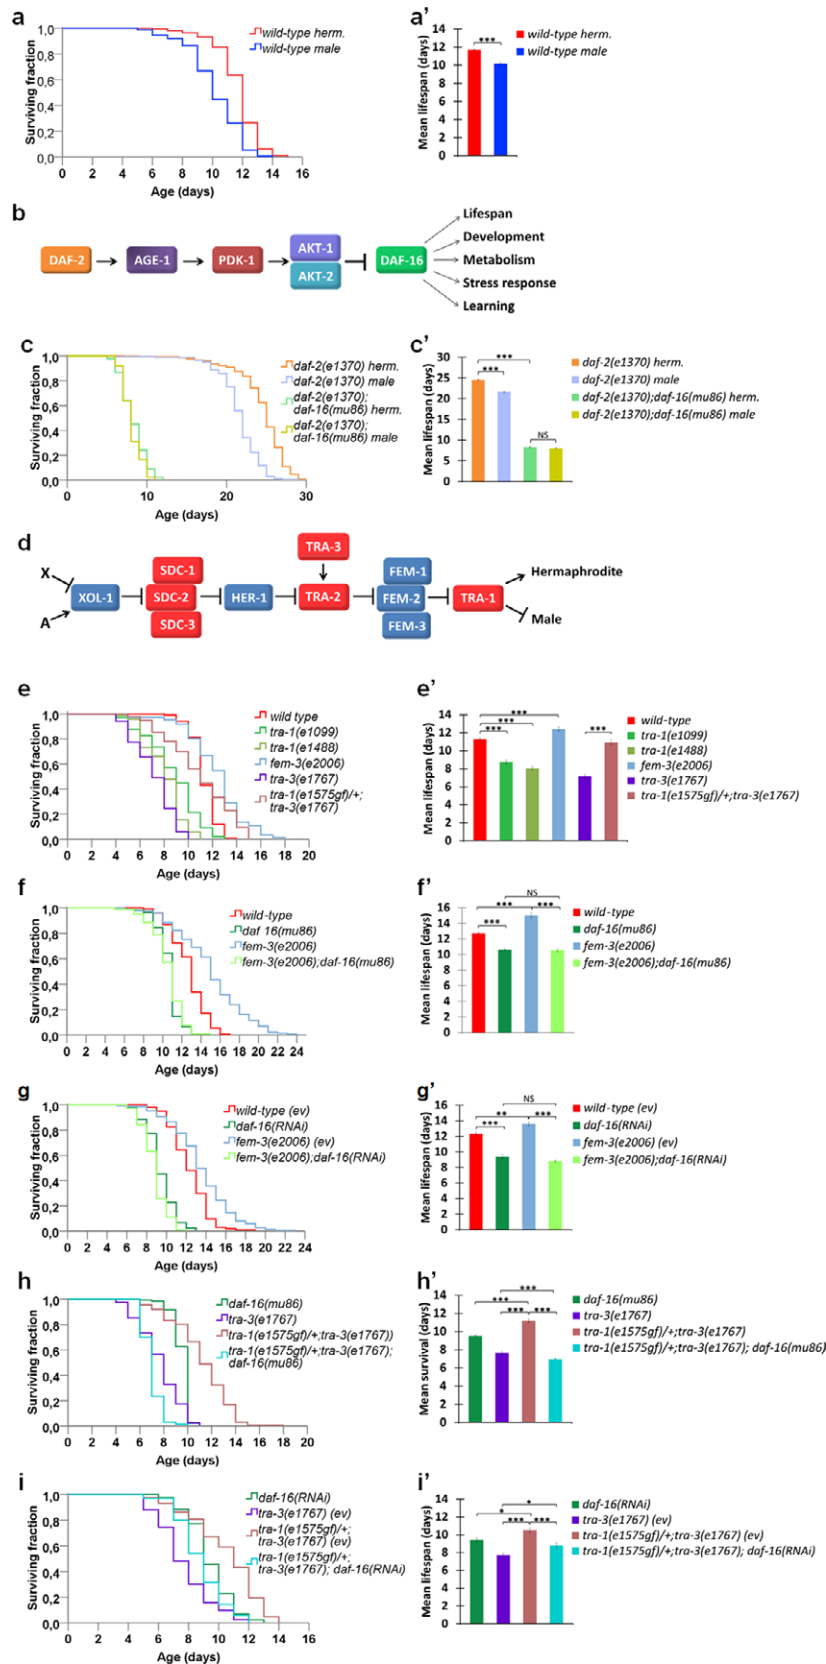 a
Surviving fraction
1,0
0,8
0,6
0,4
0,2
0,0
0 2 4 6 8 10 12 14 16
Age (days)
wild-type herm.
wild-type male
a’
Mean lifespan (days)
14
12
10
8
6
4
2
0
***
wild-type herm.
wild-type male
b
DAF-2
AGE-1
PDK-1
AKT-1
AKT-2
DAF-16
Lifespan
Development
Metabolism
Stress response
Learning
c
Surviving fraction
1,0
0,8
0,6
0,4
0,2
0,0
0 10 20 30
Age (days)
daf-2(e1370) herm.
daf-2(e1370) male
daf-2(e1370);
daf-16(mu86) herm.
daf-2(e1370);
daf-16(mu86) male
c’
Mean lifespan (days)
30
25
20
15
10
5
0
***
***
NS
daf-2(e1370) herm.
daf-2(e1370) male
daf-2(e1370);daf-16(mu86) herm.
daf-2(e1370);daf-16(mu86) male
d
X
A
XOL-1
SDC-1
SDC-2
SDC-3
HER-1
TRA-3
TRA-2
FEM-1
FEM-2
FEM-3
TRA-1
Hermaphrodite
Male
e
Surviving fraction
1,0
0,8
0,6
0,4
0,2
0,0
0 2 4 6 8 10 12 14 16 18 20
Age (days)
wild type
tra-1(e1099)
tra-1(e1488)
fem-3(e2006)
tra-3(e1767)
tra-1(e1575gf)/+;
tra-3(e1767)
e’
Mean lifespan (days)
14
12
10
8
6
4
2
0
***
***
***
***
wild-type
tra-1(e1099)
tra-1(e1488)
fem-3(e2006)
tra-3(e1767)
tra-1(e1575gf)/+;tra-3(e1767)
f
Surviving fraction
1,0
0,8
0,6
0,4
0,2
0,0
0 2 4 6 8 10 12 14 16 18 20 22 24
Age (days)
wild-type
daf 16(mu86)
fem-3(e2006)
fem-3(e2006);daf-16(mu86)
f’
Mean lifespan (days)
16
14
12
10
8
6
4
2
0
NS
*** ***
***
wild-type
daf-16(mu86)
fem-3(e2006)
fem-3(e2006);daf-16(mu86)
g
Surviving fraction
1,0
0,8
0,6
0,4
0,2
0,0
0 2 4 6 8 10 12 14 16 18 20 22 24
Age (days)
wild-type (ev)
daf-16(RNAi)
fem-3(e2006) (ev)
fem-3(e2006);daf-16(RNAi)
g’
Mean lifespan (days)
16
14
12
10
8
6
4
2
0
NS
** ***
***
wild-type (ev)
daf-16(RNAi)
fem-3(e2006) (ev)
fem-3(e2006);daf-16(RNAi)
h
Surviving fraction
1,0
0,8
0,6
0,4
0,2
0,0
0 2 4 6 8 10 12 14 16 18 20
Age (days)
daf-16(mu86)
tra-3(e1767)
tra-1(e1575gf)/+;tra-3(e1767))
tra-1(e1575gf)/+;tra-3(e1767);
daf-16(mu86)
h’
Mean survival (days)
14
12
10
8
6
4
2
0
***
***
*** ***
daf-16(mu86)
tra-3(e1767)
tra-1(e1575gf)/+;tra-3(e1767)
tra-1(e1575gf)/+;tra-3(e1767); daf-16(mu86)
i
Surviving fraction
1,0
0,8
0,6
0,4
0,2
0,0
0 2 4 6 8 10 12 14 16
Age (days)
daf-16(RNAi)
tra-3(e1767) (ev)
tra-1(e1575gf)/+;
tra-3(e1767) (ev)
tra-1(e1575gf)/+;
tra-3(e1767); daf-16(RNAi)
i’
Mean lifespan (days)
14
12
10
8
6
4
2
0
*
*
*** ***
daf-16(RNAi)
tra-3(e1767) (ev)
tra-1(e1575gf)/+;tra-3(e1767) (ev)
tra-1(e1575gf)/+;tra-3(e1767); daf-16(RNAi)